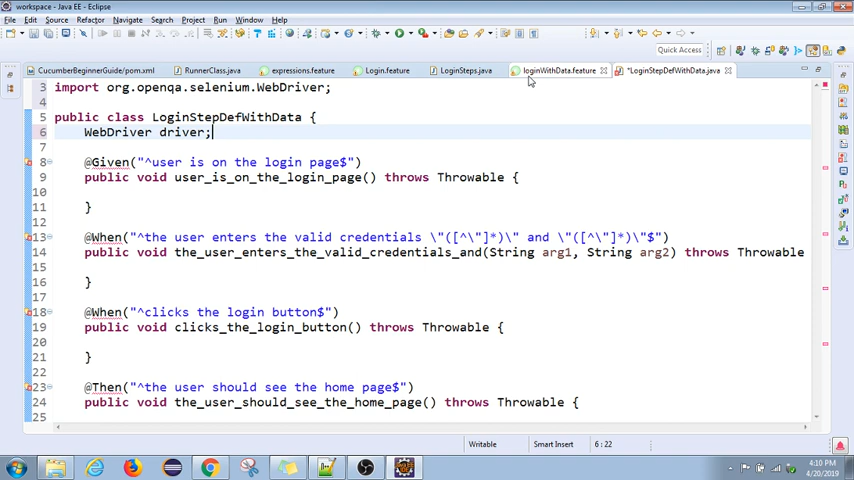 workspace - Java EE - Eclipse
File Edit Source Refactor Navigate Search Project Run Window Help
Quick Access
CucumberBeginnerGuide/pom.xml RunnerClass.java expressions.feature Login.feature LoginSteps.java loginWithData.feature *LoginStepDefWithData.java
3 import org.openqa.selenium.WebDriver;
4
5 public class LoginStepDefWithData {
6 WebDriver driver;
7
8 @Given("^user is on the login page$")
9 public void user_is_on_the_login_page() throws Throwable {
10
11 }
12
13 @When("^the user enters the valid credentials \"([^\"]*)\" and \"([^\"]*)\"$")
14 public void the_user_enters_the_valid_credentials_and(String arg1, String arg2) throws Throwable
15
16 }
17
18 @When("^clicks the login button$")
19 public void clicks_the_login_button() throws Throwable {
20
21 }
22
23 @Then("^the user should see the home page$")
24 public void the_user_should_see_the_home_page() throws Throwable {
25
Writable Smart Insert 6 : 22
4:10 PM
4/20/2019